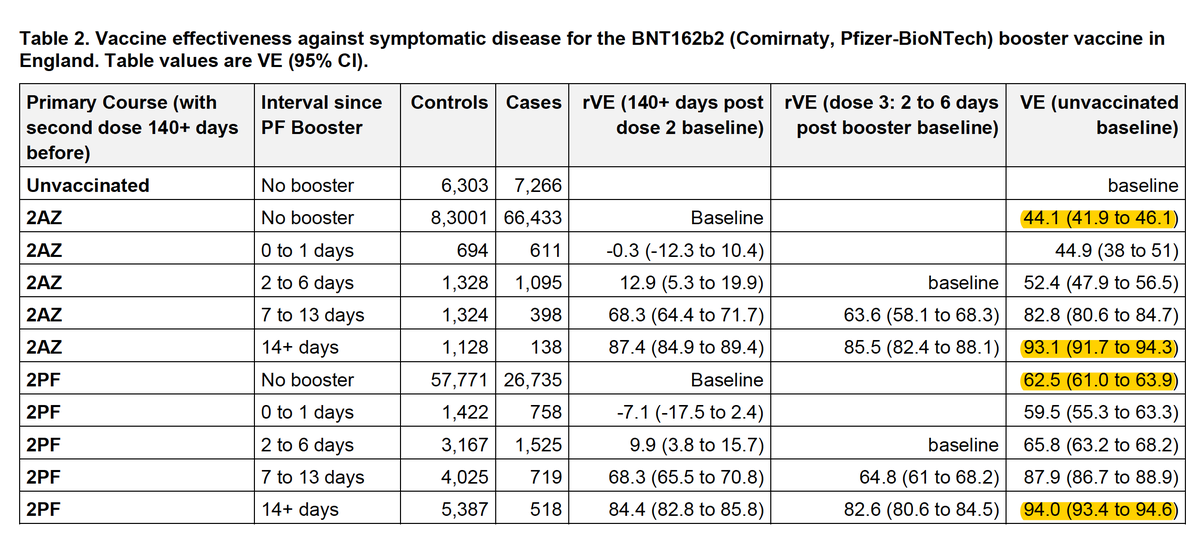 Table 2. Vaccine effectiveness against symptomatic disease for the BNT162b2 (Comirnaty, Pfizer-BioNTech) booster vaccine in
England. Table values are VE (95% CI).
Primary Course (with second dose 140+ days before) Interval since PF Booster Controls Cases rVE (140+ days post dose 2 baseline) rVE (dose 3: 2 to 6 days post booster baseline) VE (unvaccinated baseline)
Unvaccinated No booster 6,303 7,266 baseline
2AZ No booster 8,3001 66,433 Baseline 44.1 (41.9 to 46.1)
2AZ 0 to 1 days 694 611 -0.3 (-12.3 to 10.4) 44.9 (38 to 51)
2AZ 2 to 6 days 1,328 1,095 12.9 (5.3 to 19.9) baseline 52.4 (47.9 to 56.5)
2AZ 7 to 13 days 1,324 398 68.3 (64.4 to 71.7) 63.6 (58.1 to 68.3) 82.8 (80.6 to 84.7)
2AZ 14+ days 1,128 138 87.4 (84.9 to 89.4) 85.5 (82.4 to 88.1) 93.1 (91.7 to 94.3)
2PF No booster 57,771 26,735 Baseline 62.5 (61.0 to 63.9)
2PF 0 to 1 days 1,422 758 -7.1 (-17.5 to 2.4) 59.5 (55.3 to 63.3)
2PF 2 to 6 days 3,167 1,525 9.9 (3.8 to 15.7) baseline 65.8 (63.2 to 68.2)
2PF 7 to 13 days 4,025 719 68.3 (65.5 to 70.8) 64.8 (61 to 68.2) 87.9 (86.7 to 88.9)
2PF 14+ days 5,387 518 84.4 (82.8 to 85.8) 82.6 (80.6 to 84.5) 94.0 (93.4 to 94.6)